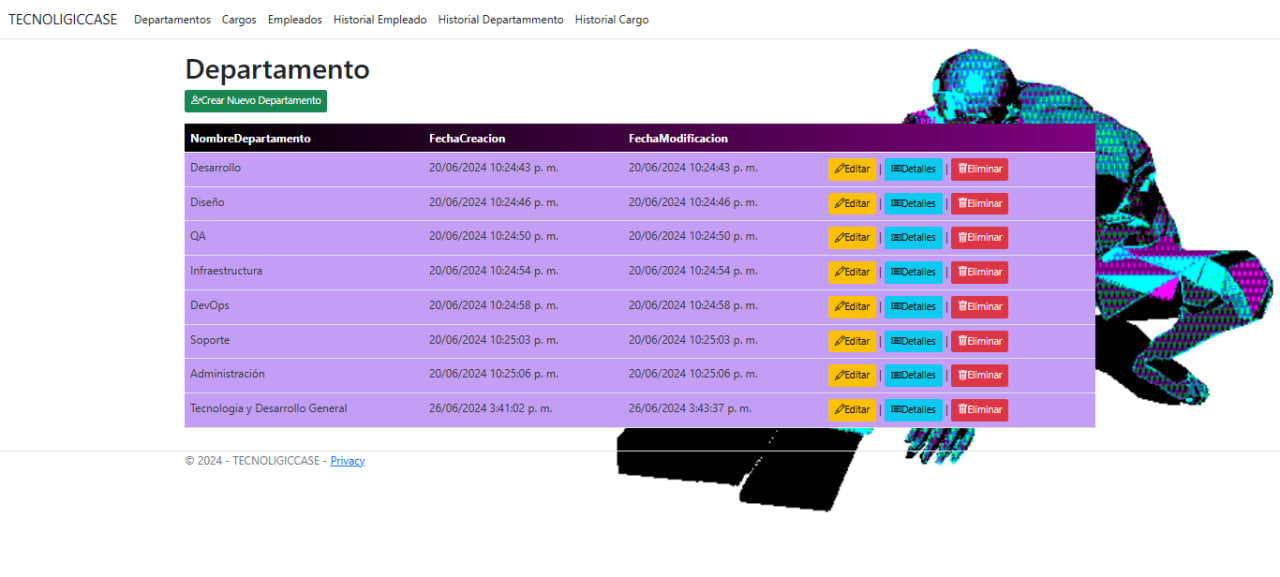 TECNOLIGICCASE Departamentos Cargos Empleados Historial Empleado Historial Departammento Historial Cargo
Departamento
Crear Nuevo Departamento
NombreDepartamento FechaCreacion FechaModificacion
Desarrollo 20/06/2024 10:24:43 p. m. 20/06/2024 10:24:43 p. m. Editar | Detalles | Eliminar
Diseño 20/06/2024 10:24:46 p. m. 20/06/2024 10:24:46 p. m. Editar | Detalles | Eliminar
QA 20/06/2024 10:24:50 p. m. 20/06/2024 10:24:50 p. m. Editar | Detalles | Eliminar
Infraestructura 20/06/2024 10:24:54 p. m. 20/06/2024 10:24:54 p. m. Editar | Detalles | Eliminar
DevOps 20/06/2024 10:24:58 p. m. 20/06/2024 10:24:58 p. m. Editar | Detalles | Eliminar
Soporte 20/06/2024 10:25:03 p. m. 20/06/2024 10:25:03 p. m. Editar | Detalles | Eliminar
Administración 20/06/2024 10:25:06 p. m. 20/06/2024 10:25:06 p. m. Editar | Detalles | Eliminar
Tecnologia y Desarrollo General 26/06/2024 3:41:02 p. m. 26/06/2024 3:43:37 p. m. Editar | Detalles | Eliminar
© 2024 - TECNOLIGICCASE - Privacy